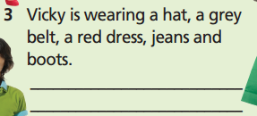 3 Vicky is wearing a hat, a grey
belt, a red dress, jeans and
boots.